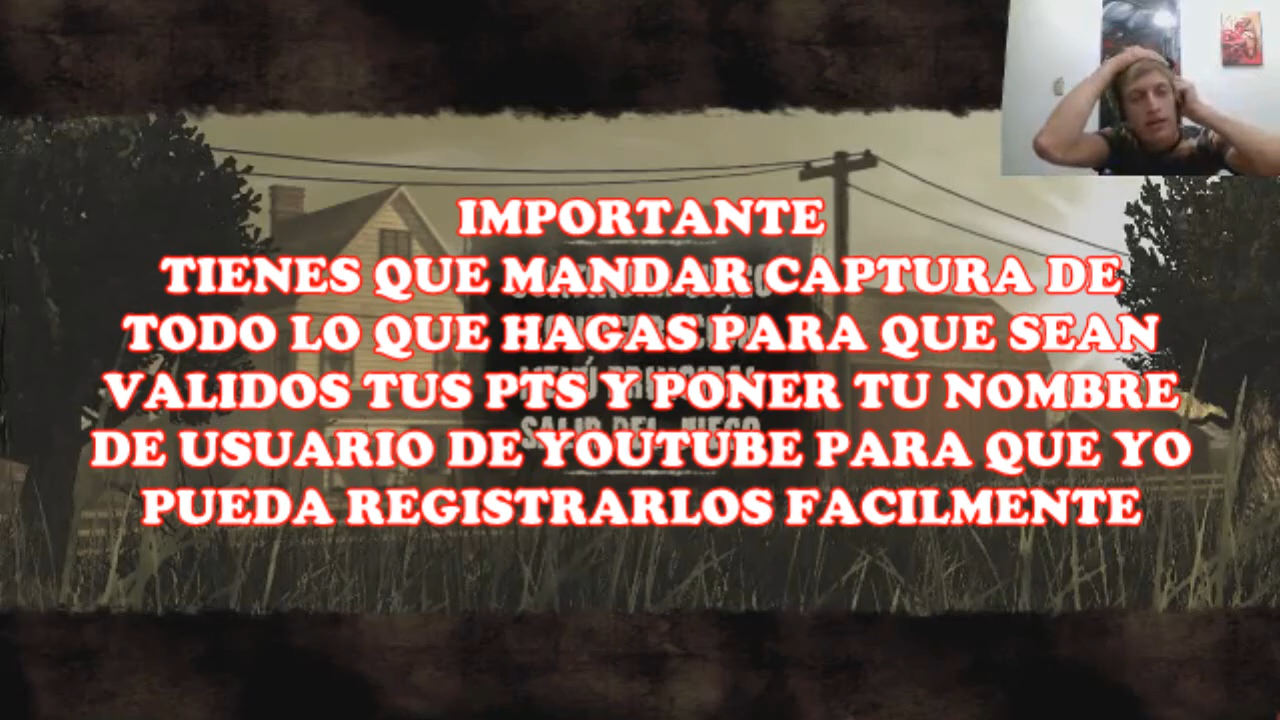 IMPORTANTE
TIENES QUE MANDAR CAPTURA DE
TODO LO QUE HAGAS PARA QUE SEAN
VALIDOS TUS PTS Y PONER TU NOMBRE
DE USUARIO DE YOUTUBE PARA QUE YO
PUEDA REGISTRARLOS FACILMENTE